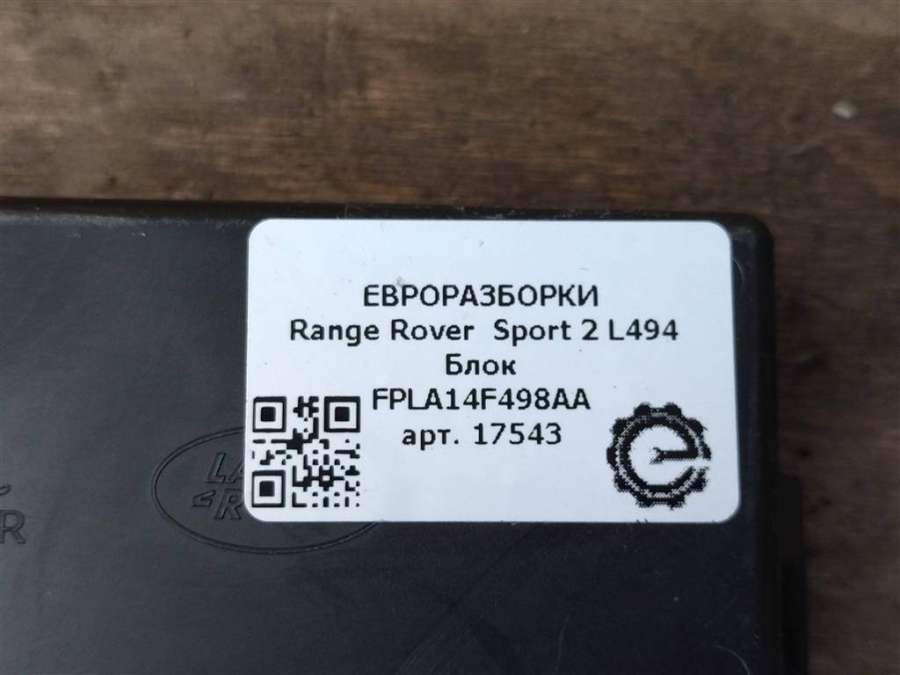 ЕВРОРАЗБОРКИ
Range Rover Sport 2 L494
Блок
FPLA14F498AA
арт. 17543